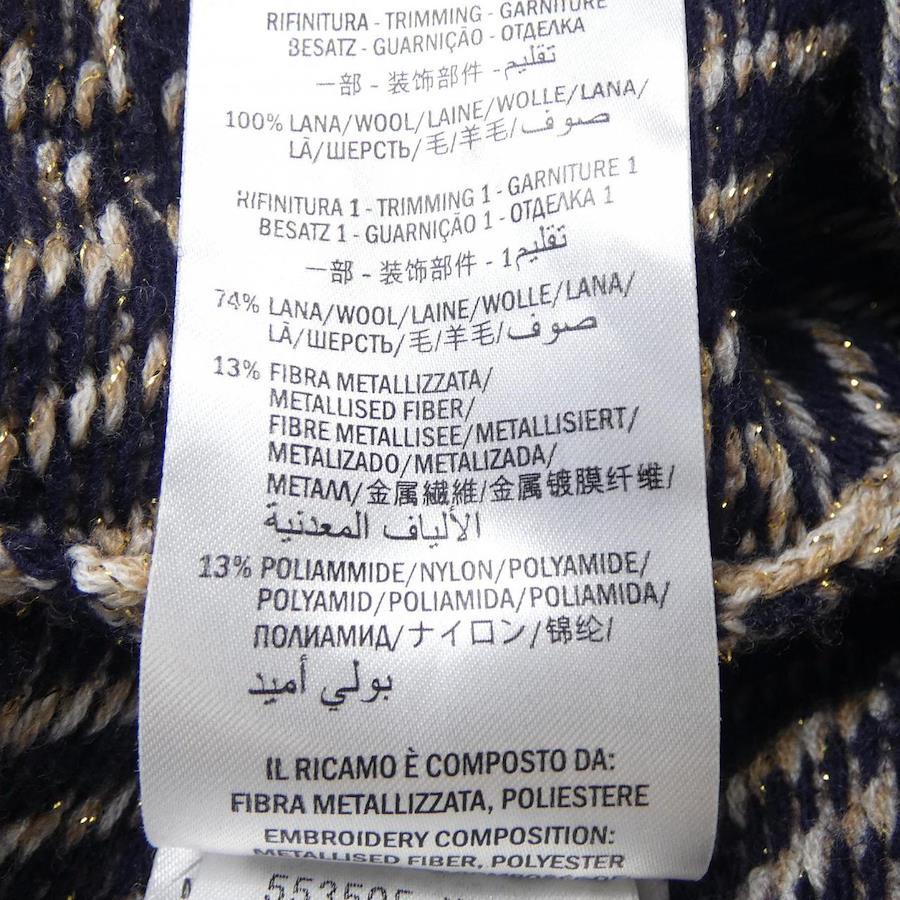 RIFINITURA - TRIMMING - GARNITURE
BESATZ - GUARNIÇÃO - ОТДЕЛКА
一部 - 装饰部件 - تقليم
100% LANA/WOOL/LAINE/WOLLE/LANA/
LÃ/ШЕРСТЬ/毛/羊毛/صوف
RIFINITURA 1 - TRIMMING 1 - GARNITURE 1
BESATZ 1 - GUARNIÇÃO 1 - ОТДЕЛКА 1
一部 - 装饰部件 - 1تقليم
74% LANA/WOOL/LAINE/WOLLE/LANA/
LÃ/ШЕРСТЬ/毛/羊毛/صوف
13% FIBRA METALLIZZATA/
METALLISED FIBER/
FIBRE METALLISEE/METALLISIERT/
METALIZADO/METALIZADA/
МЕТАЛЛ/金属繊維/金属镀膜纤维/
الألياف المعدنية
13% POLIAMMIDE/NYLON/POLYAMIDE/
POLYAMID/POLIAMIDA/POLIAMIDA/
ПОЛИАМИД/ナイロン/锦纶/
بولي أميد
IL RICAMO È COMPOSTO DA:
FIBRA METALLIZZATA, POLIESTERE
EMBROIDERY COMPOSITION:
METALLISED FIBER, POLYESTER